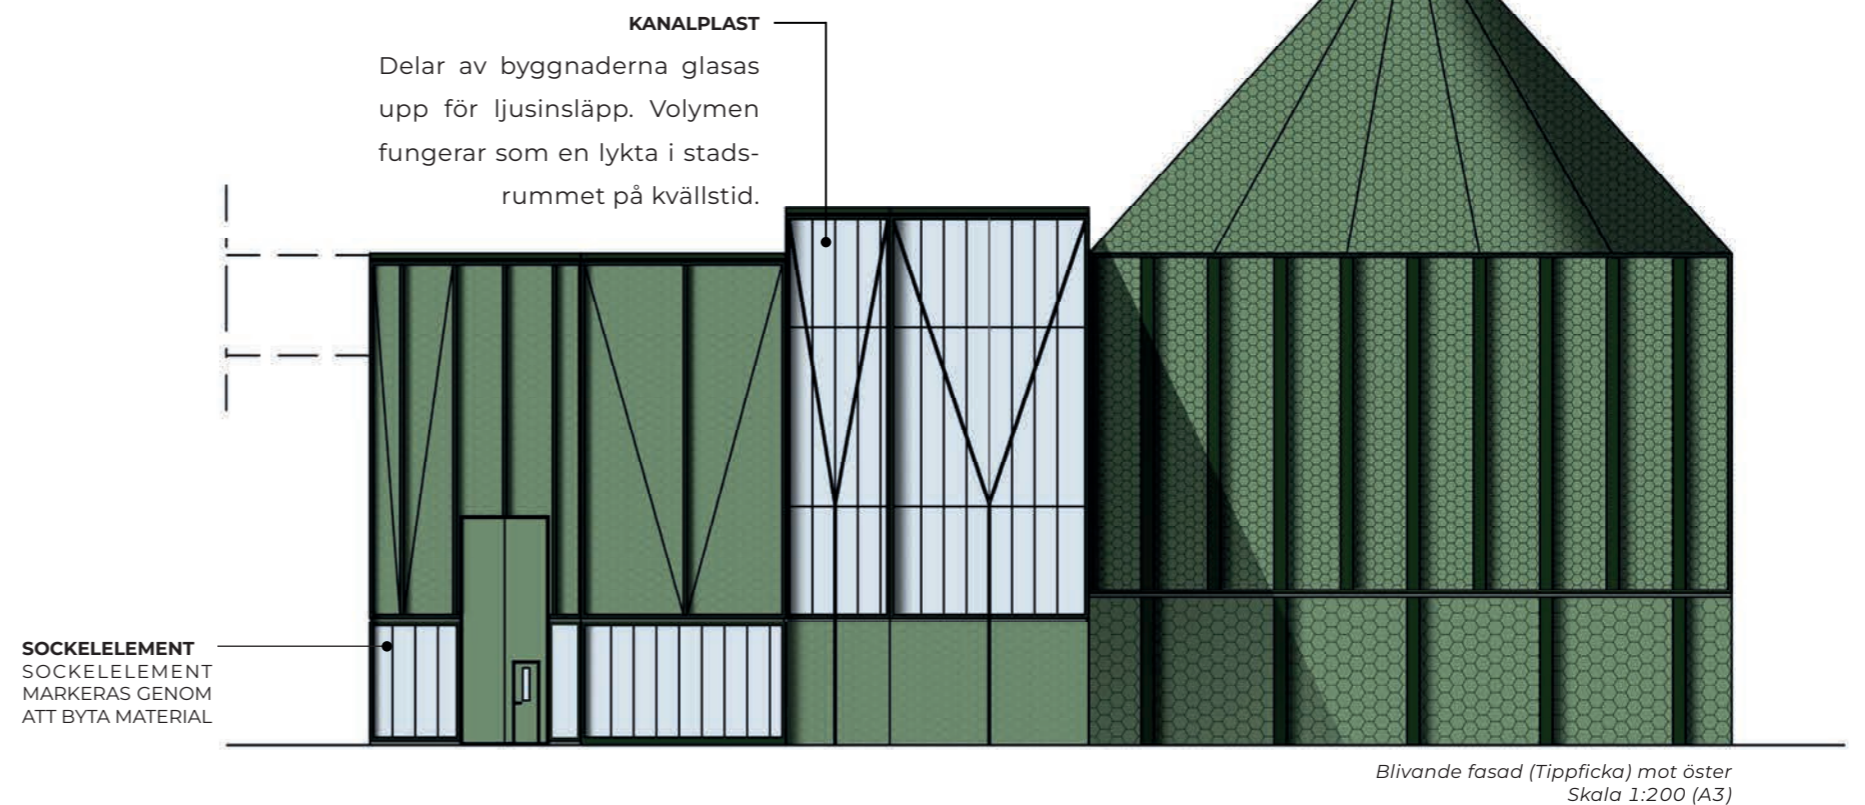 KANALPLAST
Delar av byggnaderna glasas
upp för ljusinsläpp. Volymen
fungerar som en lykta i stads-
rummet på kvällstid.
SOCKELELEMENT
SOCKELELEMENT
MARKERAS GENOM
ATT BYTA MATERIAL
Blivande fasad (Tippficka) mot öster
Skala 1:200 (A3)